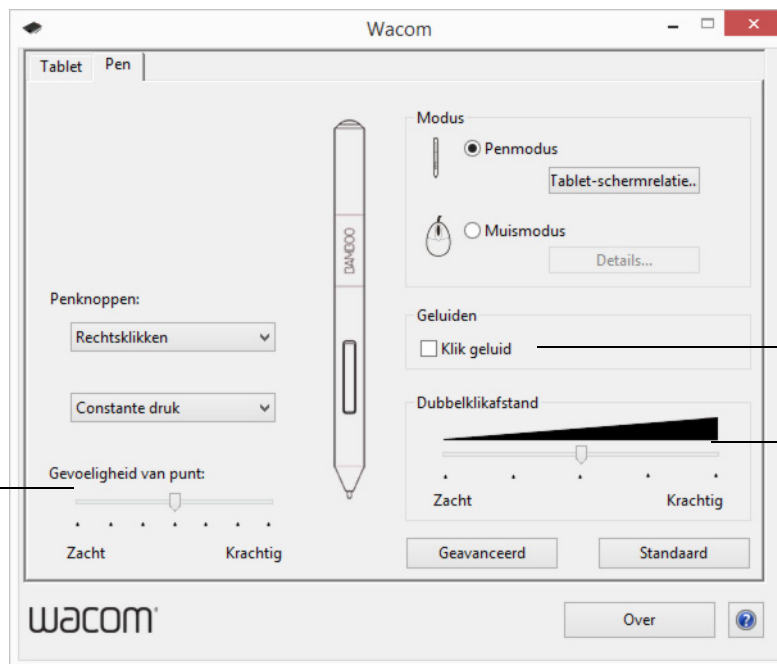 Wacom
Tablet Pen
Modus
Penmodus
Tablet-schermrelatie..
Muismodus
Details...
BAMBOO
Penknoppen:
Rechtsklikken
Constante druk
Gevoeligheid van punt:
Zacht Krachtig
Geluiden
Klik geluid
Dubbelklikafstand
Zacht Krachtig
Geavanceerd Standaard
wacom
Over
?